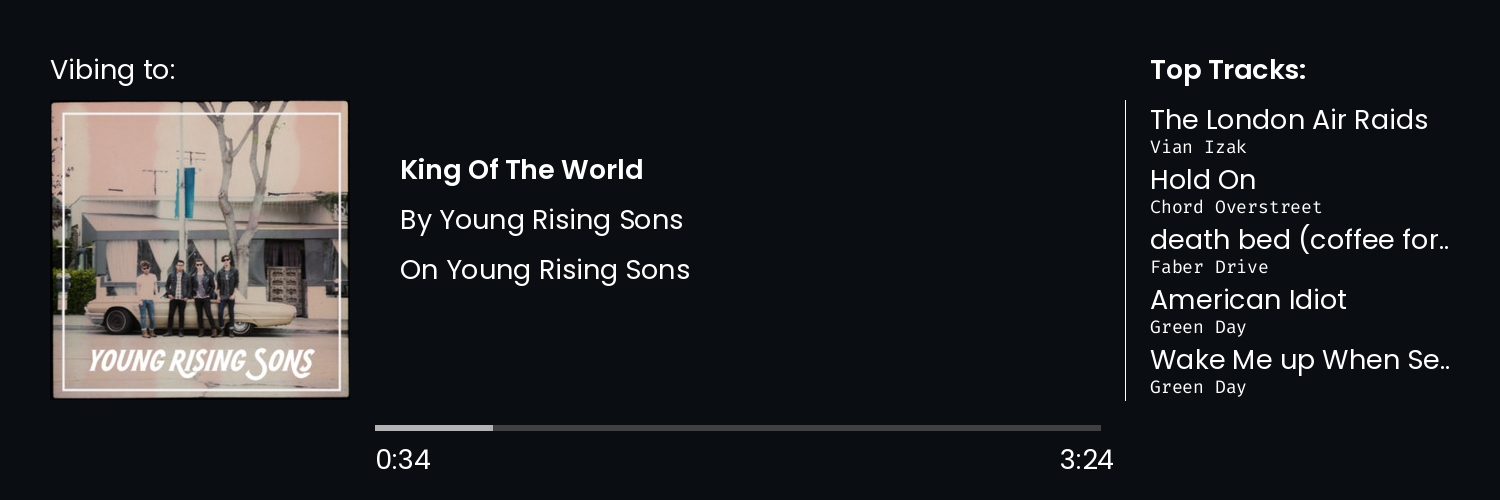 Vibing to:
YOUNG RISING SONS
King Of The World
By Young Rising Sons
On Young Rising Sons
0:34
3:24
Top Tracks:
The London Air Raids
Vian Izak
Hold On
Chord Overstreet
death bed (coffee for..
Faber Drive
American Idiot
Green Day
Wake Me up When Se..
Green Day